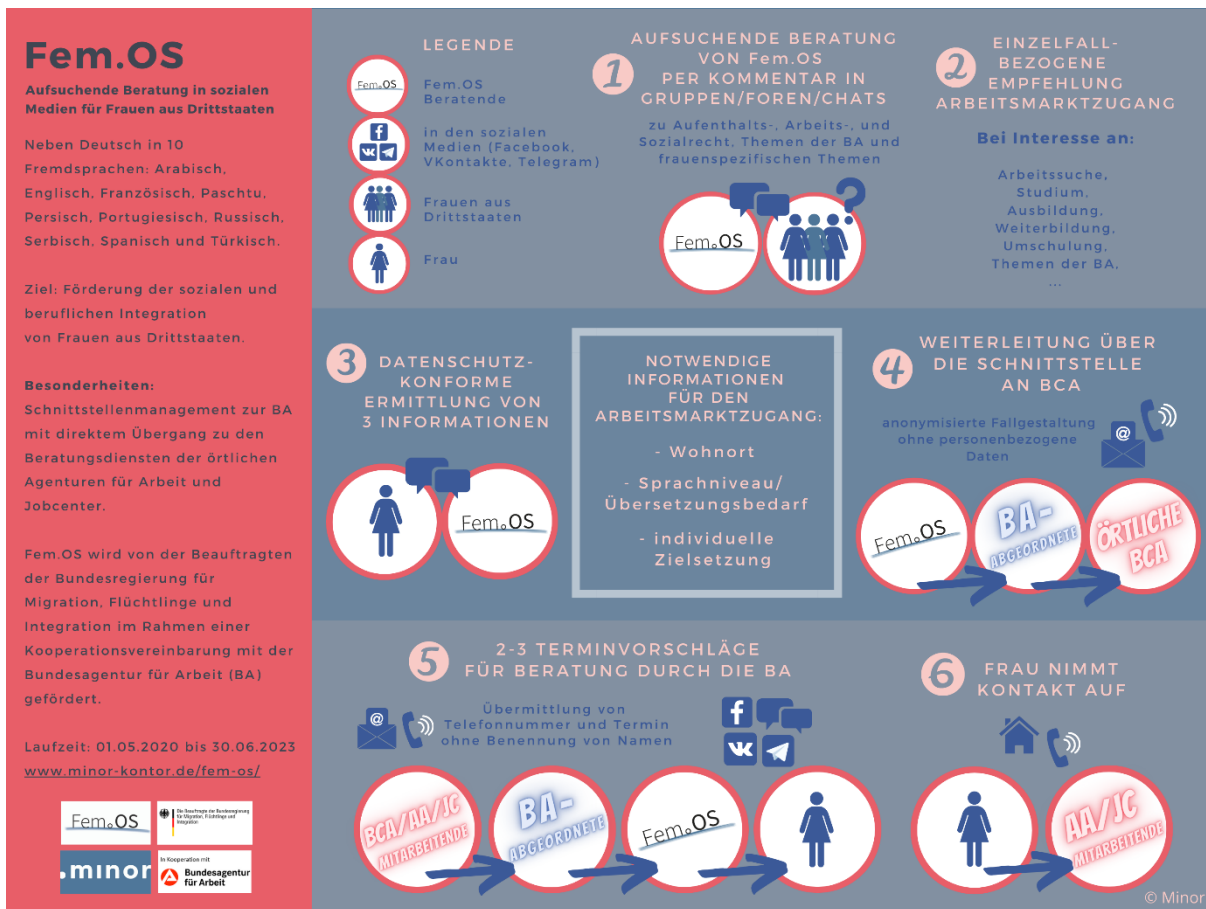 Fem.OS
Aufsuchende Beratung in sozialen
Medien für Frauen aus Drittstaaten
Neben Deutsch in 10
Fremdsprachen: Arabisch,
Englisch, Französisch, Paschtu,
Persisch, Portugiesisch, Russisch,
Serbisch, Spanisch und Türkisch.
Ziel: Förderung der sozialen und
beruflichen Integration
von Frauen aus Drittstaaten.
Besonderheiten:
Schnittstellenmanagement zur BA
mit direktem Übergang zu den
Beratungsdiensten der örtlichen
Agenturen für Arbeit und
Jobcenter.
Fem.OS wird von der Beauftragten
der Bundesregierung für
Migration, Flüchtlinge und
Integration im Rahmen einer
Kooperationsvereinbarung mit der
Bundesagentur für Arbeit (BA)
gefördert.
Laufzeit: 01.05.2020 bis 30.06.2023
www.minor-kontor.de/fem-os/
Fem.OS
Die Beauftragte der Bundesregierung
für Migration, Flüchtlinge und
Integration
.minor
In Kooperation mit
Bundesagentur
für Arbeit
LEGENDE
Fem.OS
Fem.OS
Beratende
in den sozialen
Medien (Facebook,
VKontakte, Telegram)
Frauen aus
Drittstaaten
Frau
1
AUFSUCHENDE BERATUNG
VON Fem.OS
PER KOMMENTAR IN
GRUPPEN/FOREN/CHATS
zu Aufenthalts-, Arbeits-, und
Sozialrecht, Themen der BA und
frauenspezifischen Themen
Fem.OS
?
2
EINZELFALL-
BEZOGENE
EMPFEHLUNG
ARBEITSMARKTZUGANG
Bei Interesse an:
Arbeitssuche,
Studium,
Ausbildung,
Weiterbildung,
Umschulung,
Themen der BA,
...
3
DATENSCHUTZ-
KONFORME
ERMITTLUNG VON
3 INFORMATIONEN
Fem.OS
NOTWENDIGE
INFORMATIONEN
FÜR DEN
ARBEITSMARKTZUGANG:
- Wohnort
- Sprachniveau/
Übersetzungsbedarf
- individuelle
Zielsetzung
4
WEITERLEITUNG ÜBER
DIE SCHNITTSTELLE
AN BCA
anonymisierte Fallgestaltung
ohne personenbezogene
Daten
@
Fem.OS
BA-
ABGEORDNETE
ÖRTLICHE
BCA
5
2-3 TERMINVORSCHLÄGE
FÜR BERATUNG DURCH DIE BA
@
Übermittlung von
Telefonnummer und Termin
ohne Benennung von Namen
BCA/AA/JC
MITARBEITENDE
BA-
ABGEORDNETE
Fem.OS
6
FRAU NIMMT
KONTAKT AUF
AA/JC
MITARBEITENDE
© Minor